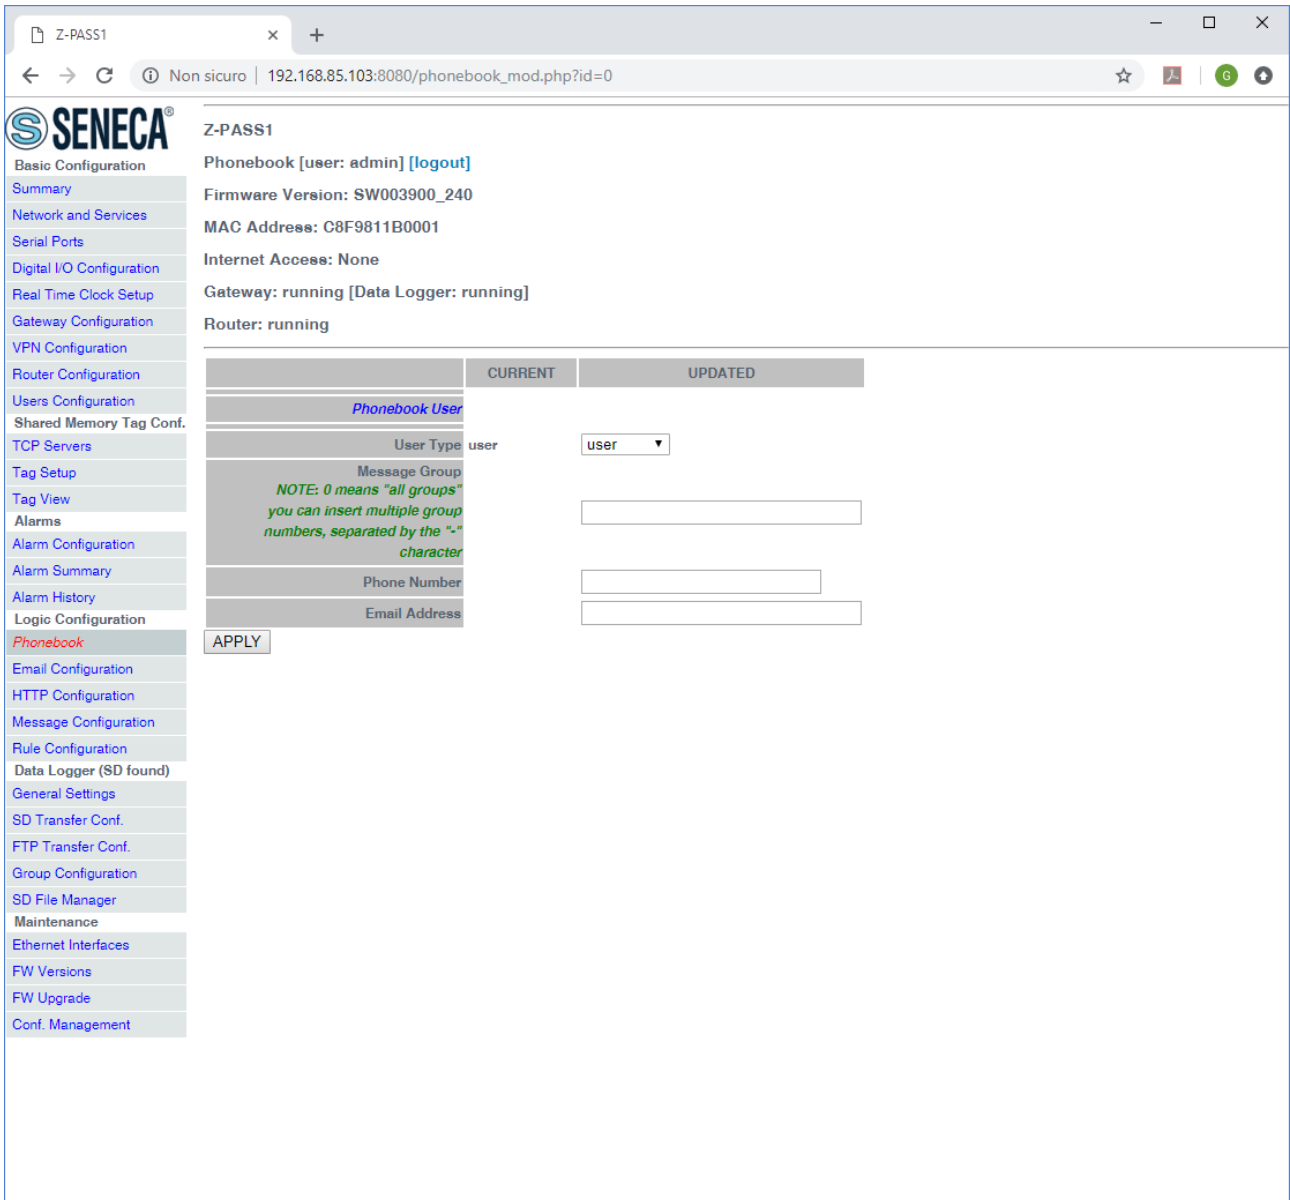 Z-PASS1
Non sicuro | 192.168.85.103:8080/phonebook_mod.php?id=0
G
SENECA®
Basic Configuration
Summary
Network and Services
Serial Ports
Digital I/O Configuration
Real Time Clock Setup
Gateway Configuration
VPN Configuration
Router Configuration
Users Configuration
Shared Memory Tag Conf.
TCP Servers
Tag Setup
Tag View
Alarms
Alarm Configuration
Alarm Summary
Alarm History
Logic Configuration
Phonebook
Email Configuration
HTTP Configuration
Message Configuration
Rule Configuration
Data Logger (SD found)
General Settings
SD Transfer Conf.
FTP Transfer Conf.
Group Configuration
SD File Manager
Maintenance
Ethernet Interfaces
FW Versions
FW Upgrade
Conf. Management
Z-PASS1
Phonebook [user: admin] [logout]
Firmware Version: SW003900_240
MAC Address: C8F9811B0001
Internet Access: None
Gateway: running [Data Logger: running]
Router: running
CURRENT UPDATED
Phonebook User
User Type user user
Message Group
NOTE: 0 means "all groups"
you can insert multiple group
numbers, separated by the "-"
character
Phone Number
Email Address
APPLY